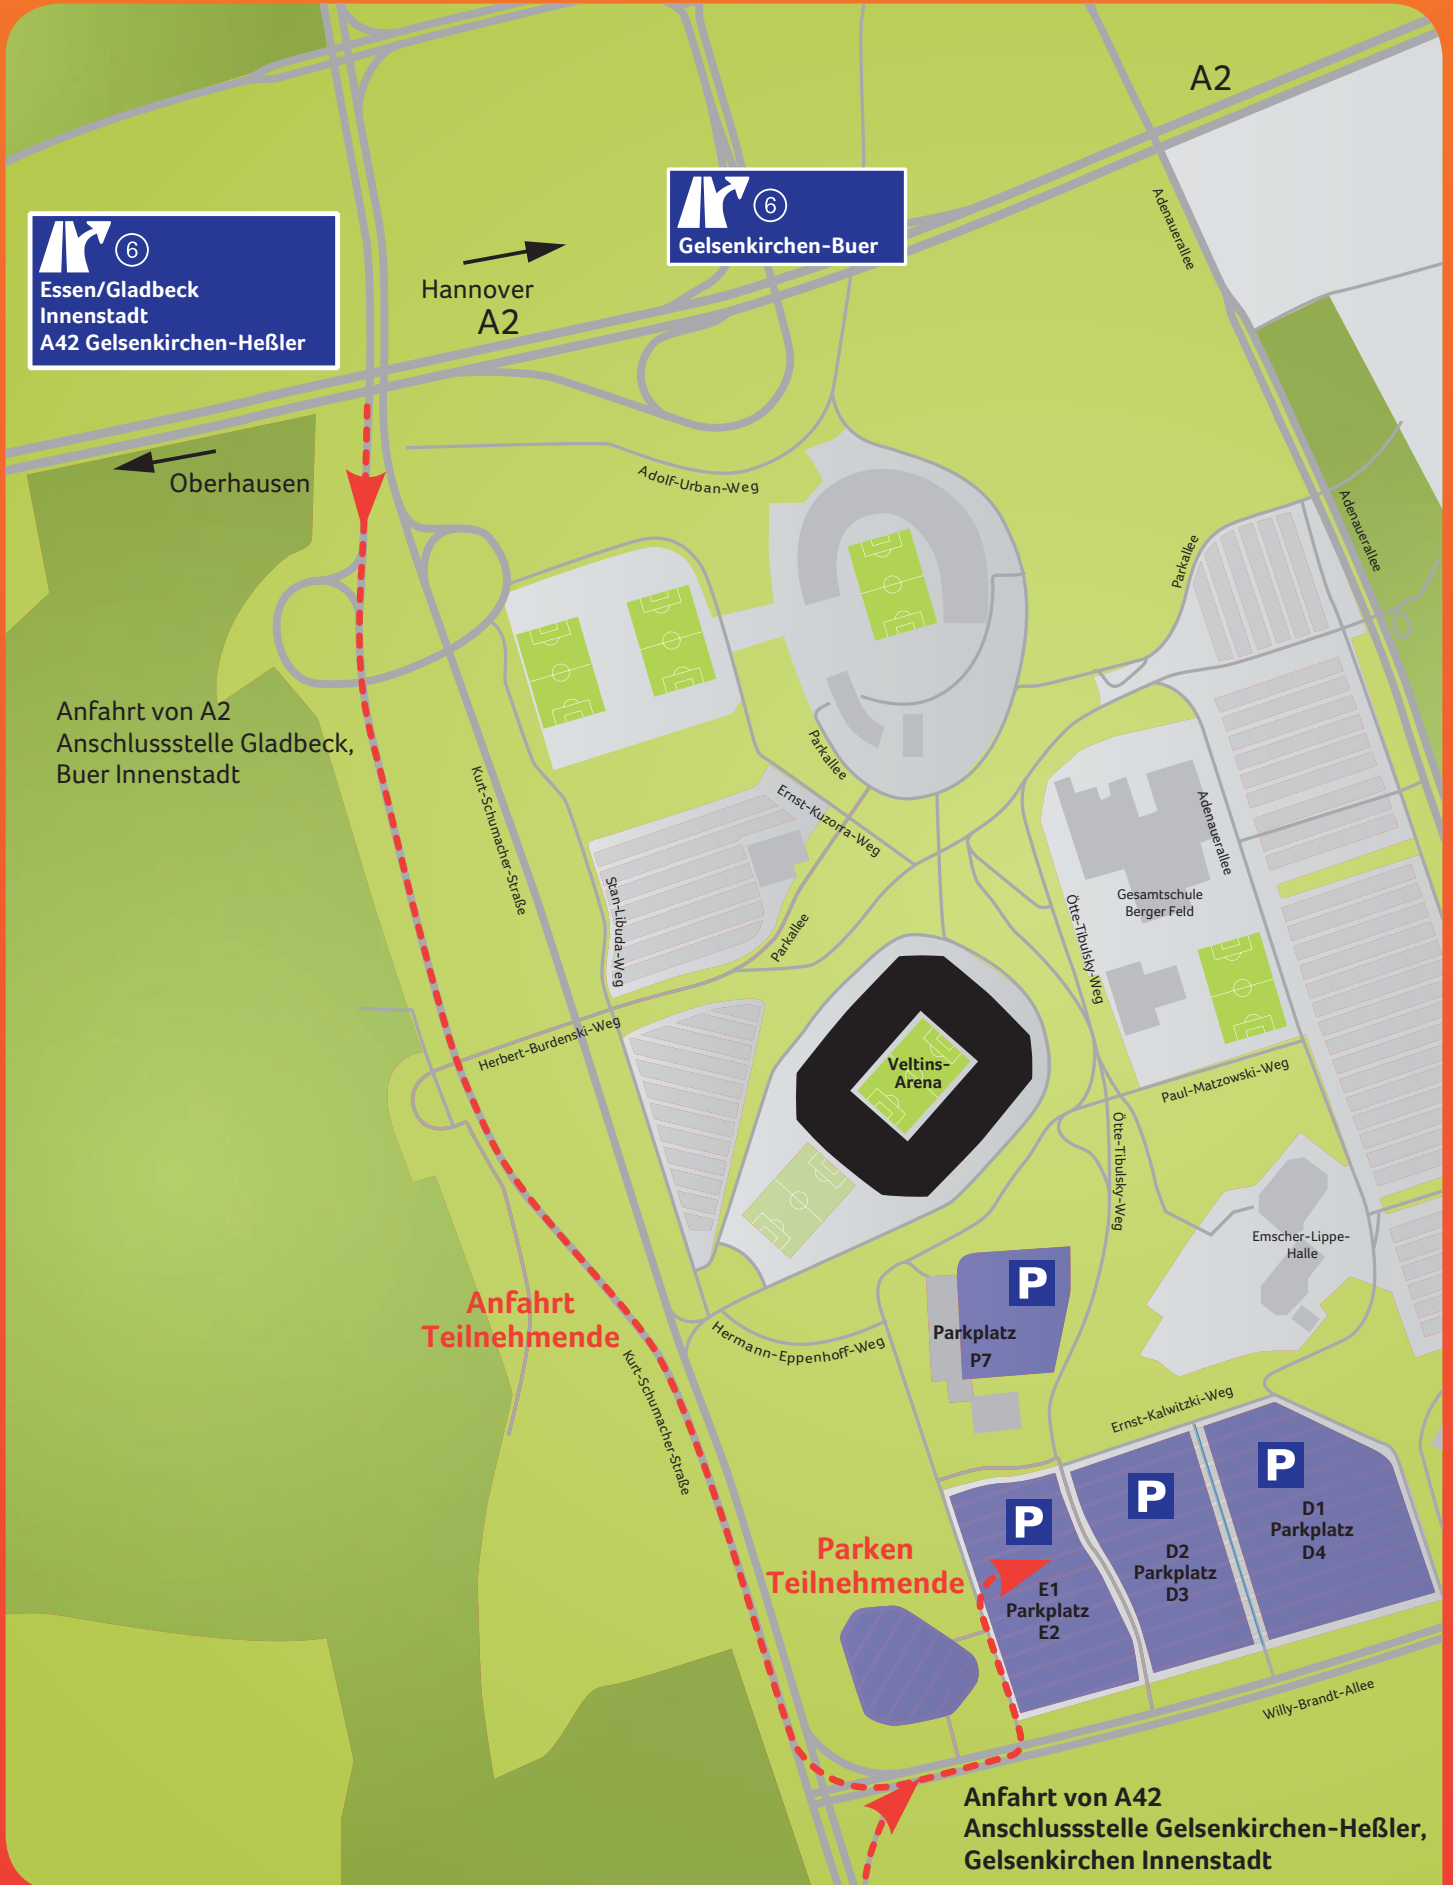 A2
Adenauerallee
6
Gelsenkirchen-Buer
6
Essen/Gladbeck
Innenstadt
A42 Gelsenkirchen-Heßler
Hannover
A2
Oberhausen
Adolf-Urban-Weg
Adenauerallee
Parkallee
Anfahrt von A2
Anschlussstelle Gladbeck,
Buer Innenstadt
Parkallee
Kurt-Schumacher-Straße
Ernst-Kuzorra-Weg
Adenauerallee
Stan-Libuda-Weg
Gesamtschule
Berger Feld
Parkallee
Ötte-Tibulsky-Weg
Herbert-Burdenski-Weg
Veltins-
Arena
Paul-Matzowski-Weg
Ötte-Tibulsky-Weg
Emscher-Lippe-
Halle
P
Anfahrt
Teilnehmende
Hermann-Eppenhoff-Weg
Parkplatz
P7
Kurt-Schumacher-Straße
Ernst-Kalwitzki-Weg
P
P
P
D1
Parkplatz
D4
D2
Parkplatz
D3
Parken
Teilnehmende
E1
Parkplatz
E2
Willy-Brandt-Allee
Anfahrt von A42
Anschlussstelle Gelsenkirchen-Heßler,
Gelsenkirchen Innenstadt